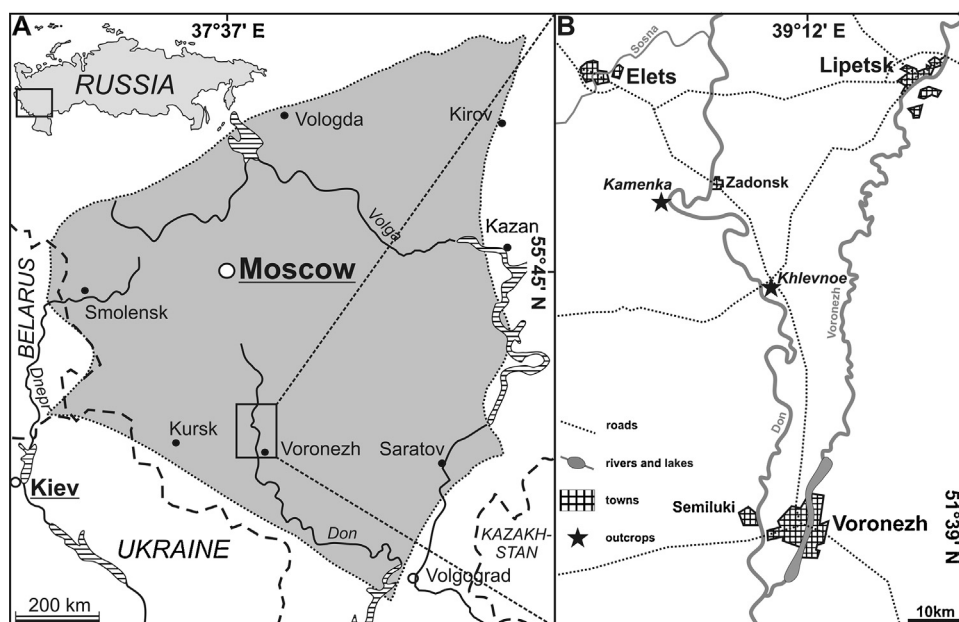 A
37°37' E
RUSSIA
Vologda
Kirov
Volga
Kazan
55°45' N
Moscow
BELARUS
Smolensk
Dnepr
Kursk
Voronezh
Saratov
Kiev
UKRAINE
Don
KAZAKH-
STAN
Volgograd
200 km
B
39°12' E
Sosna
Elets
Lipetsk
Kamenka
Zadonsk
Khlevnoe
Voronezh
Don
roads
rivers and lakes
towns
outcrops
Semiluki
Voronezh
51°39' N
10km